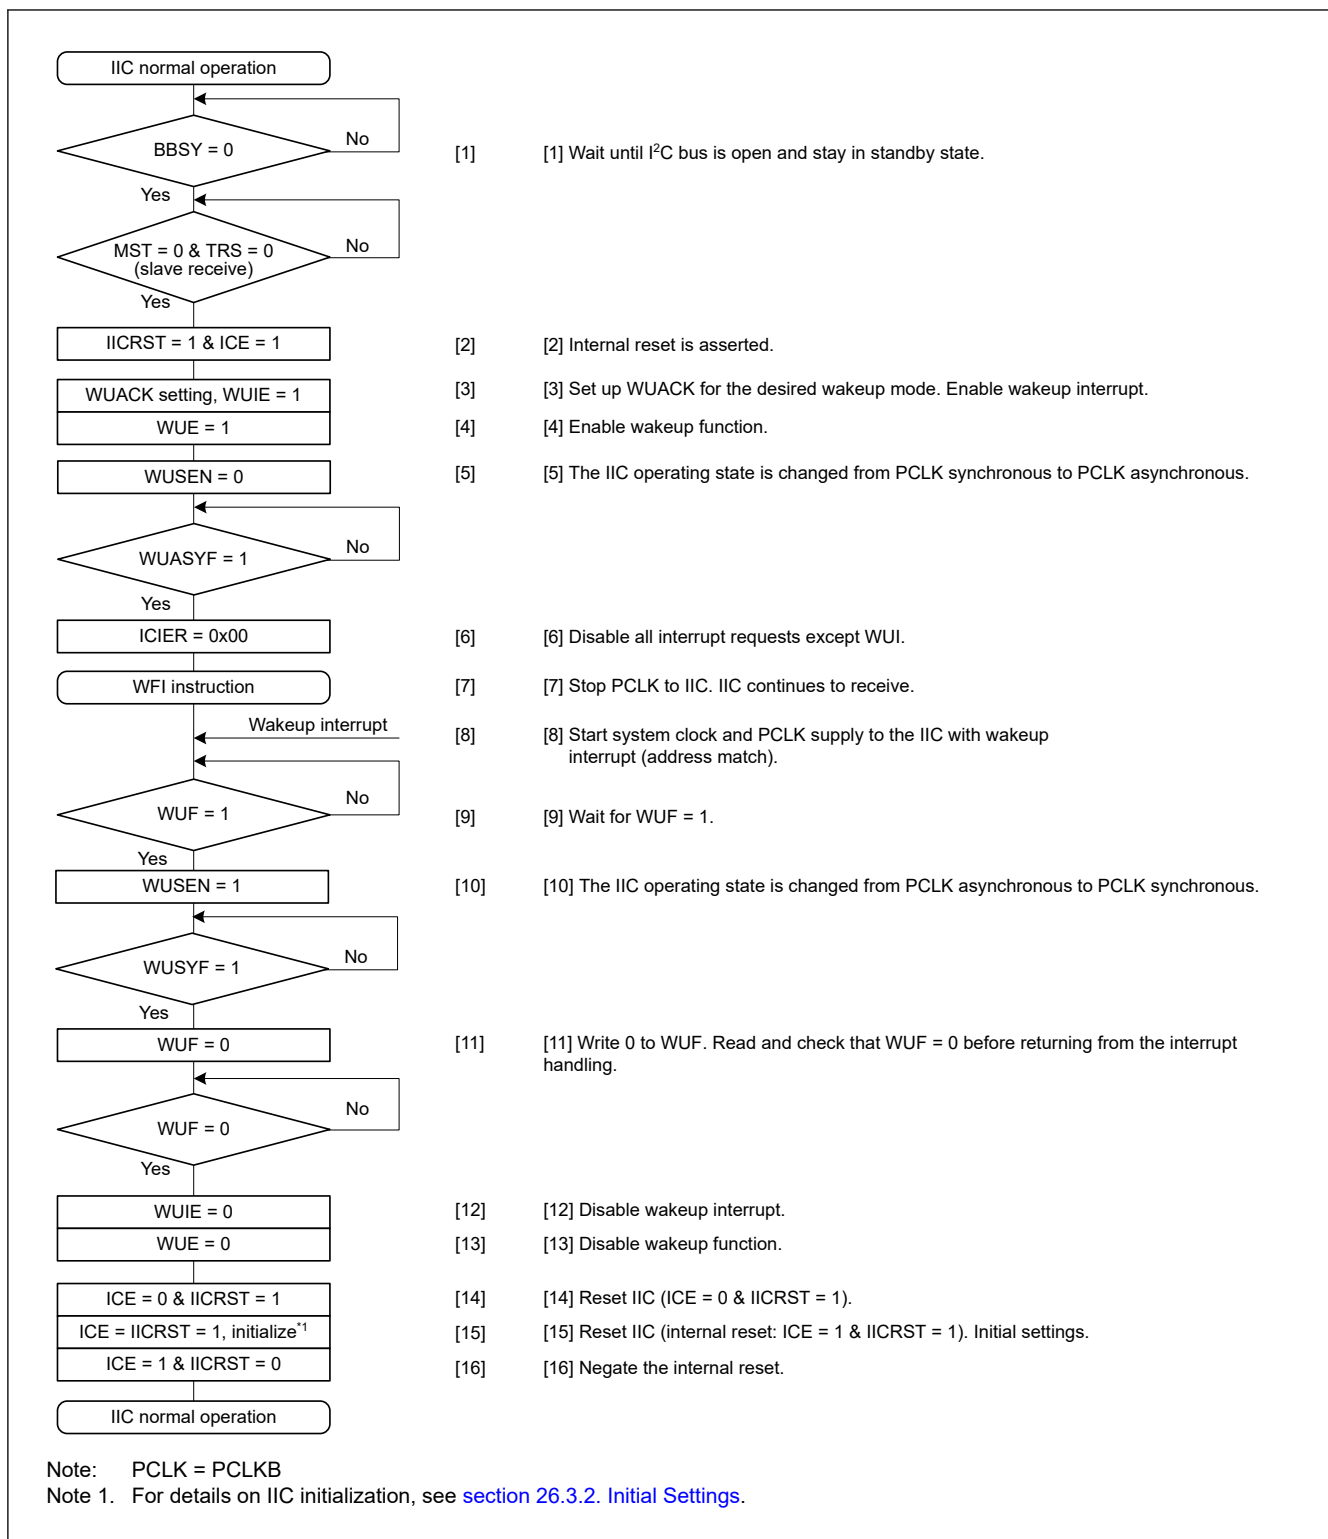 IIC normal operation
BBSY = 0
No
[1] [1] Wait until I²C bus is open and stay in standby state.
Yes
MST = 0 & TRS = 0
(slave receive)
No
Yes
IICRST = 1 & ICE = 1
[2] [2] Internal reset is asserted.
WUACK setting, WUIE = 1
[3] [3] Set up WUACK for the desired wakeup mode. Enable wakeup interrupt.
WUE = 1
[4] [4] Enable wakeup function.
WUSEN = 0
[5] [5] The IIC operating state is changed from PCLK synchronous to PCLK asynchronous.
WUASYF = 1
No
Yes
ICIER = 0x00
[6] [6] Disable all interrupt requests except WUI.
WFI instruction
[7] [7] Stop PCLK to IIC. IIC continues to receive.
Wakeup interrupt
[8] [8] Start system clock and PCLK supply to the IIC with wakeup
interrupt (address match).
WUF = 1
No
[9] [9] Wait for WUF = 1.
Yes
WUSEN = 1
[10] [10] The IIC operating state is changed from PCLK asynchronous to PCLK synchronous.
WUSYF = 1
No
Yes
WUF = 0
[11] [11] Write 0 to WUF. Read and check that WUF = 0 before returning from the interrupt
handling.
WUF = 0
No
Yes
WUIE = 0
[12] [12] Disable wakeup interrupt.
WUE = 0
[13] [13] Disable wakeup function.
ICE = 0 & IICRST = 1
[14] [14] Reset IIC (ICE = 0 & IICRST = 1).
ICE = IICRST = 1, initialize*1
[15] [15] Reset IIC (internal reset: ICE = 1 & IICRST = 1). Initial settings.
ICE = 1 & IICRST = 0
[16] [16] Negate the internal reset.
IIC normal operation
Note: PCLK = PCLKB
Note 1. For details on IIC initialization, see section 26.3.2. Initial Settings.